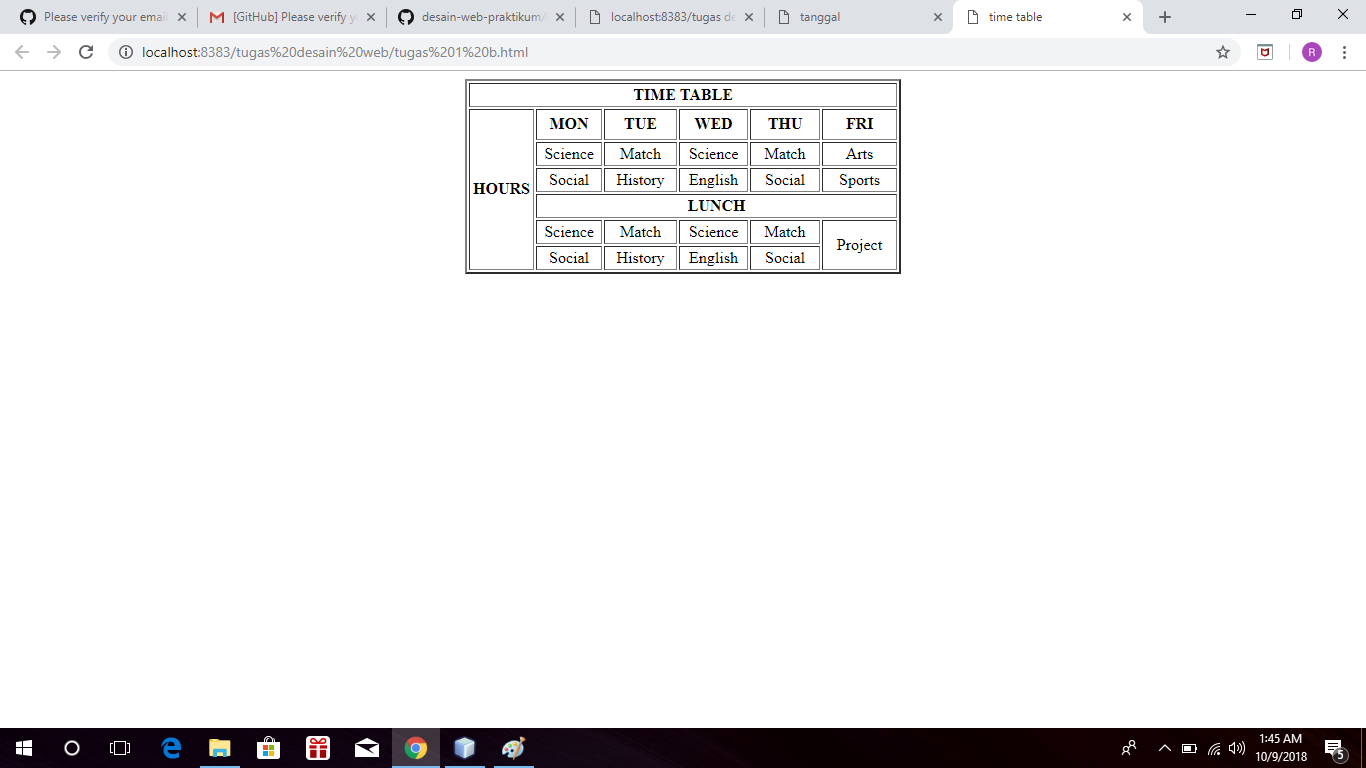 Please verify your email
[GitHub] Please verify y
desain-web-praktikum/
localhost:8383/tugas de
tanggal
time table
localhost:8383/tugas%20desain%20web/tugas%201%20b.html
R
TIME TABLE
HOURS MON TUE WED THU FRI
Science Match Science Match Arts
Social History English Social Sports
LUNCH
Science Match Science Match Project
Social History English Social
1:45 AM
10/9/2018
5